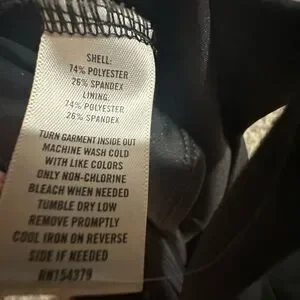 SHELL:
74% POLYESTER
26% SPANDEX
LINING:
74% POLYESTER
26% SPANDEX
TURN GARMENT INSIDE OUT
MACHINE WASH COLD
WITH LIKE COLORS
ONLY NON-CHLORINE
BLEACH WHEN NEEDED
TUMBLE DRY LOW
REMOVE PROMPTLY
COOL IRON ON REVERSE
SIDE IF NEEDED
RN154379